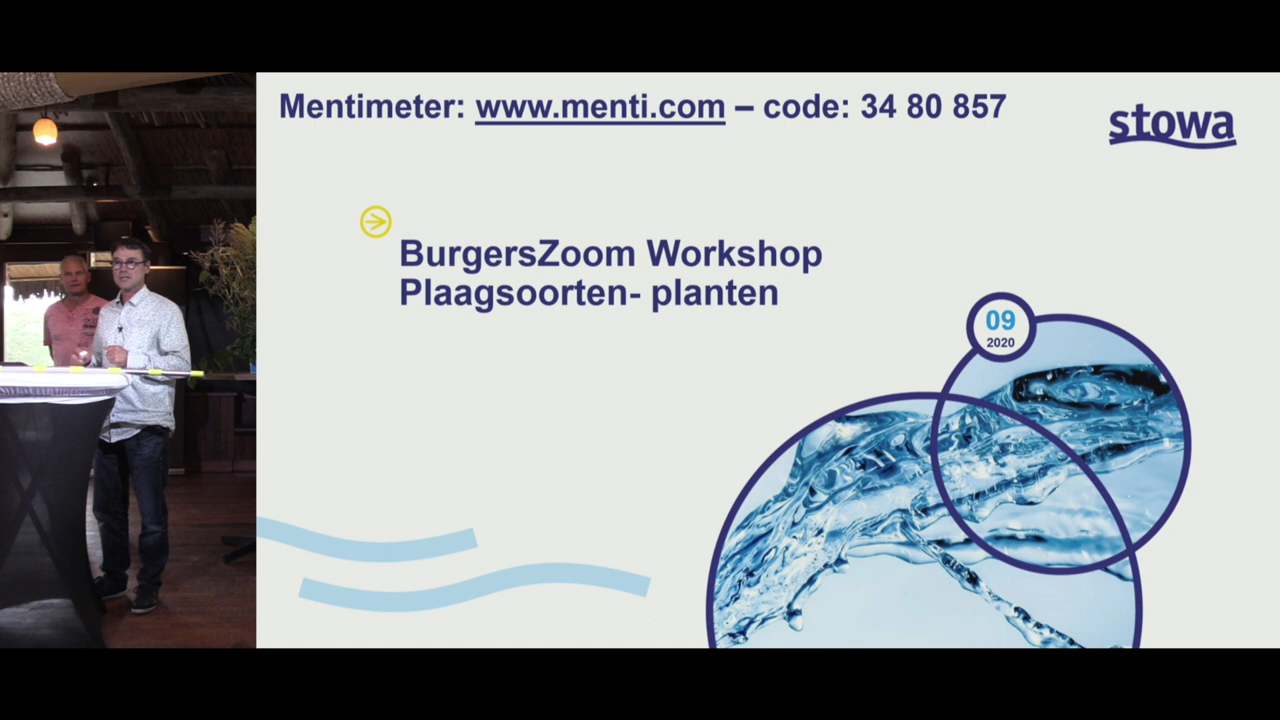 Mentimeter: www.menti.com – code: 34 80 857
stowa
BurgersZoom Workshop
Plaagsoorten- planten
09
2020